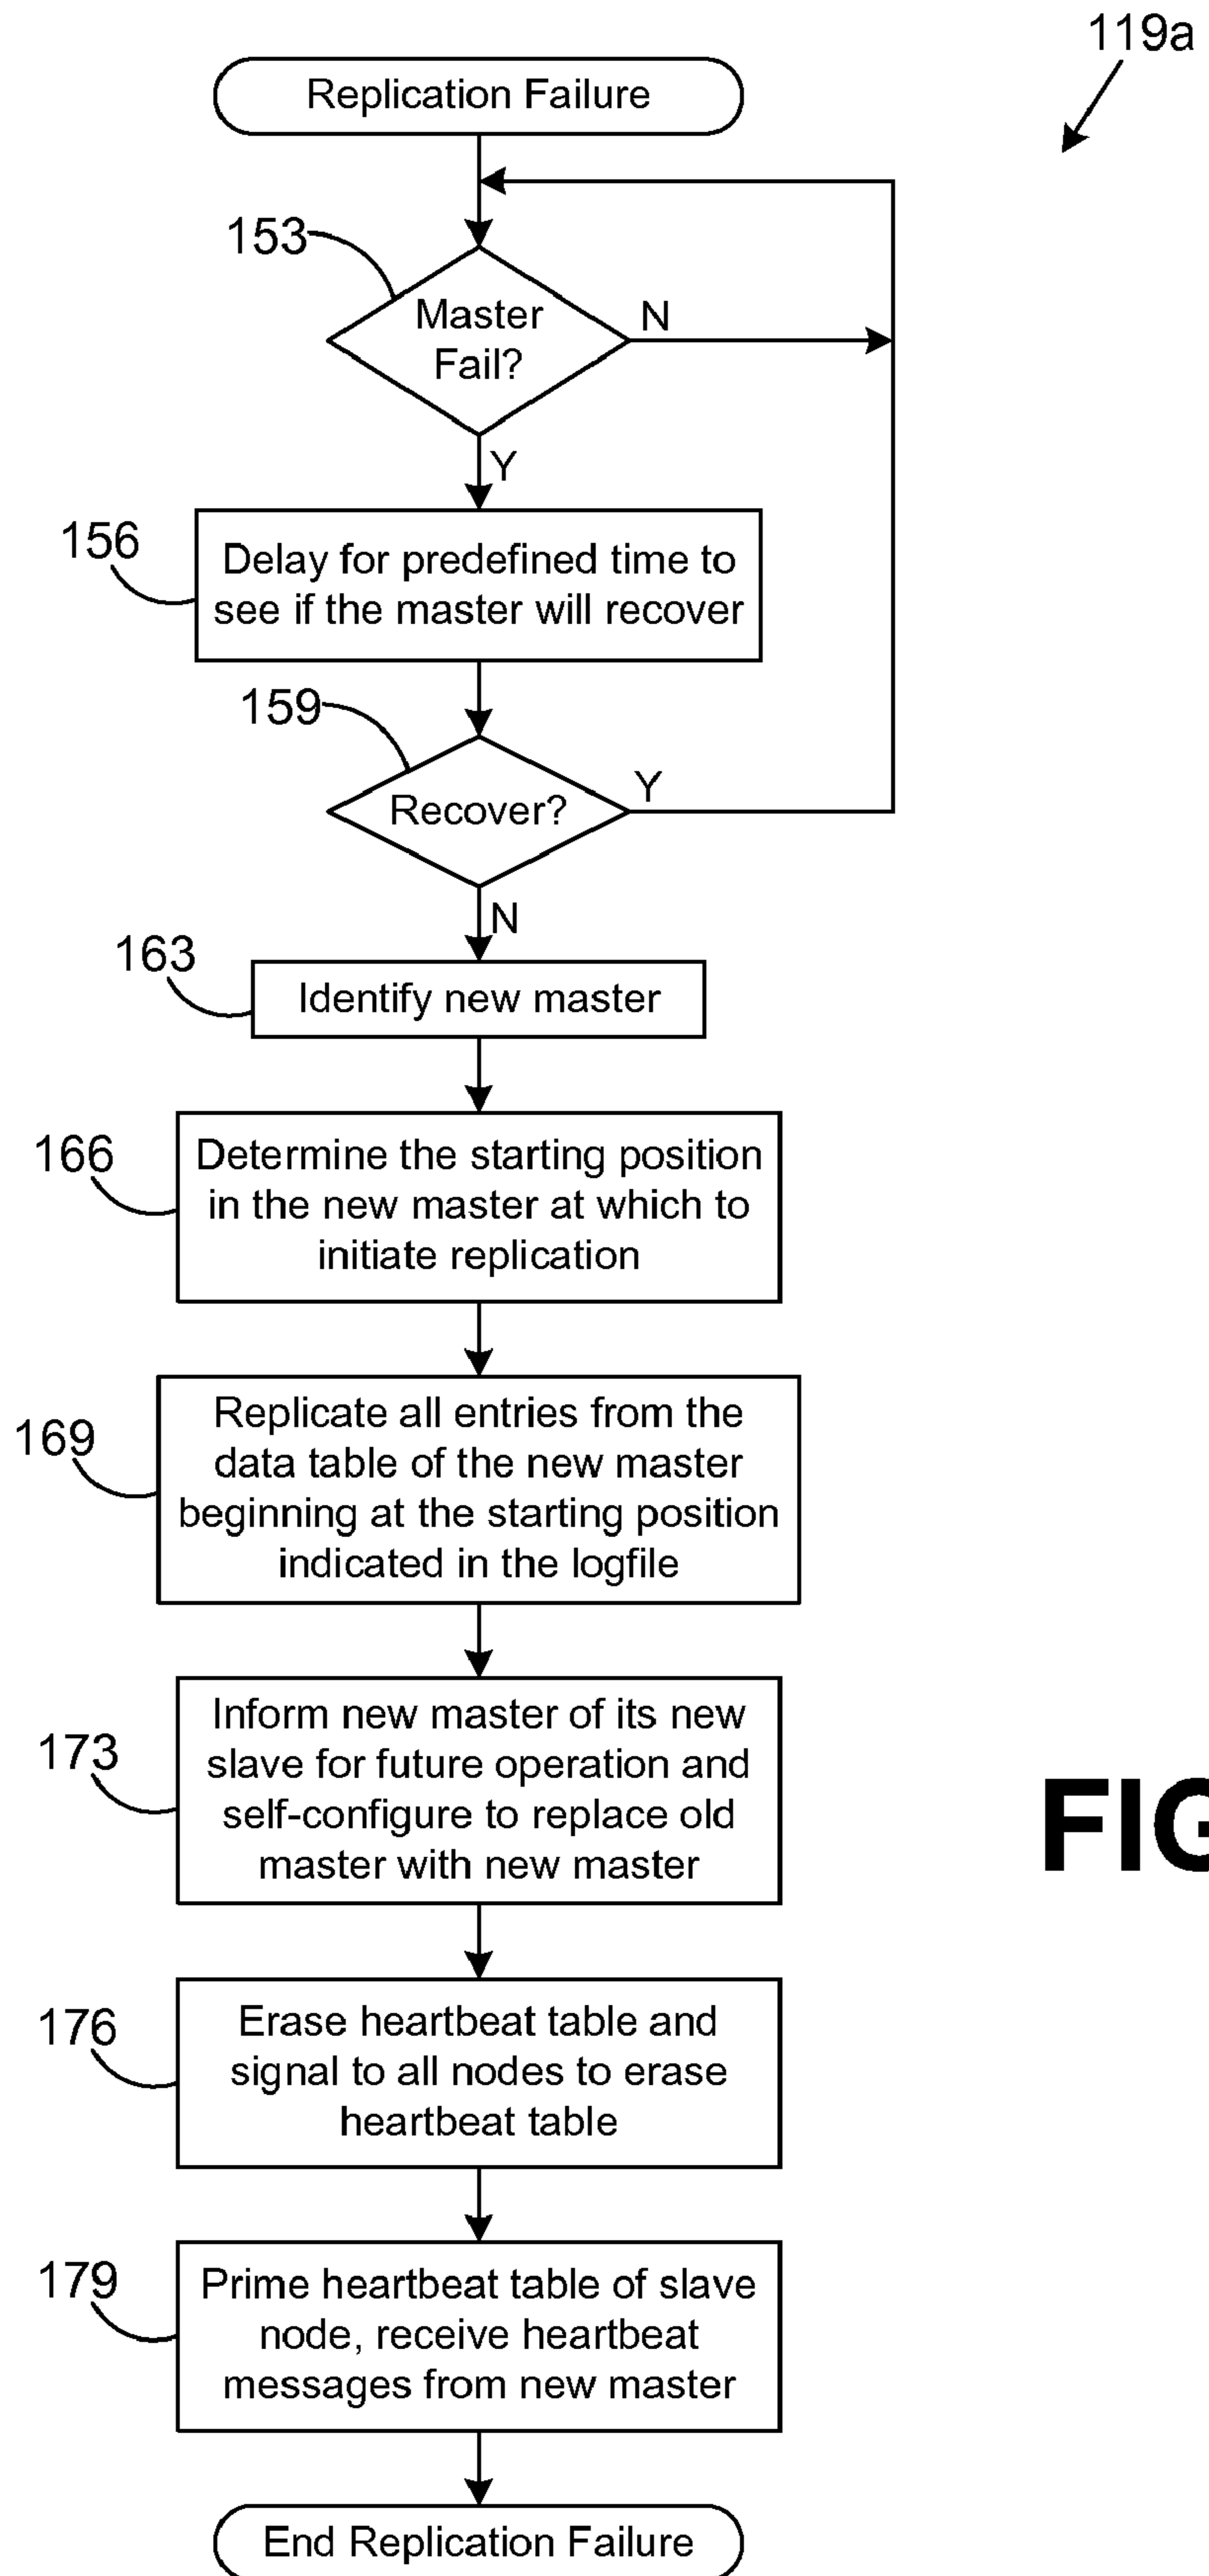 119a
Replication Failure
153
Master
Fail?
N
Y
156
Delay for predefined time to
see if the master will recover
159
Recover?
Y
N
163
Identify new master
166
Determine the starting position
in the new master at which to
initiate replication
169
Replicate all entries from the
data table of the new master
beginning at the starting position
indicated in the logfile
173
Inform new master of its new
slave for future operation and
self-configure to replace old
master with new master
FIG
176
Erase heartbeat table and
signal to all nodes to erase
heartbeat table
179
Prime heartbeat table of slave
node, receive heartbeat
messages from new master
End Replication Failure